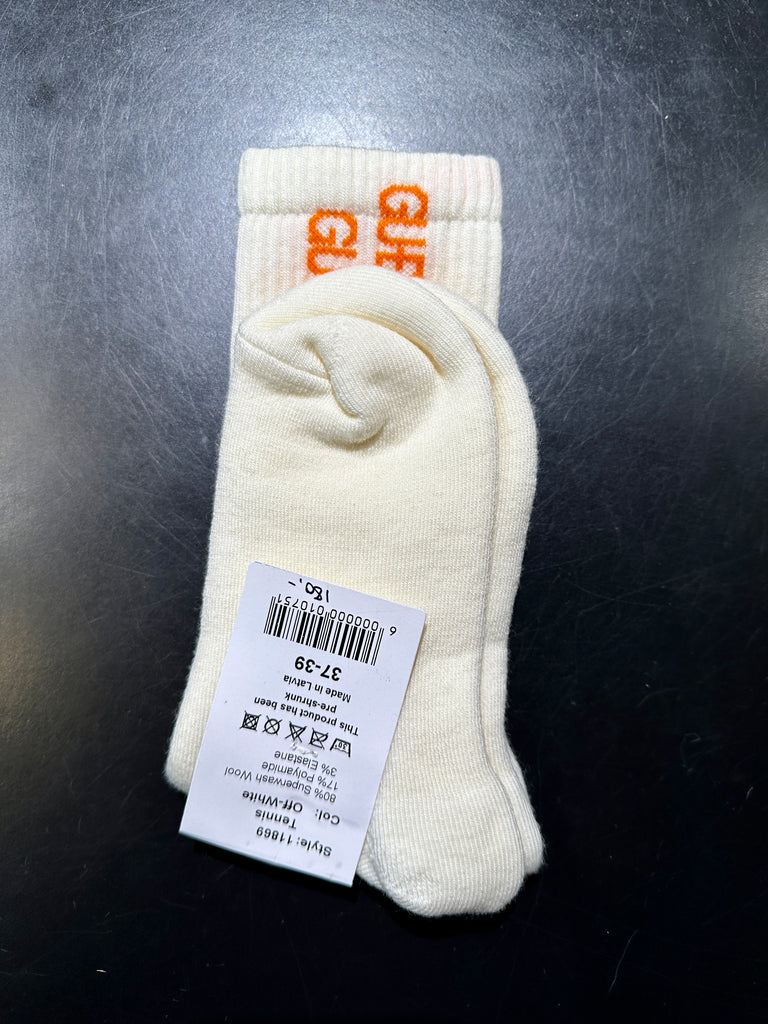 GUE
GU
Style: 11869
Tennis
Col: Off-White
80% Superwash Wool
17% Polyamide
3% Elastane
30°
This product has been
pre-shrunk
Made in Latvia
37-39
6 000000 010751
180,-